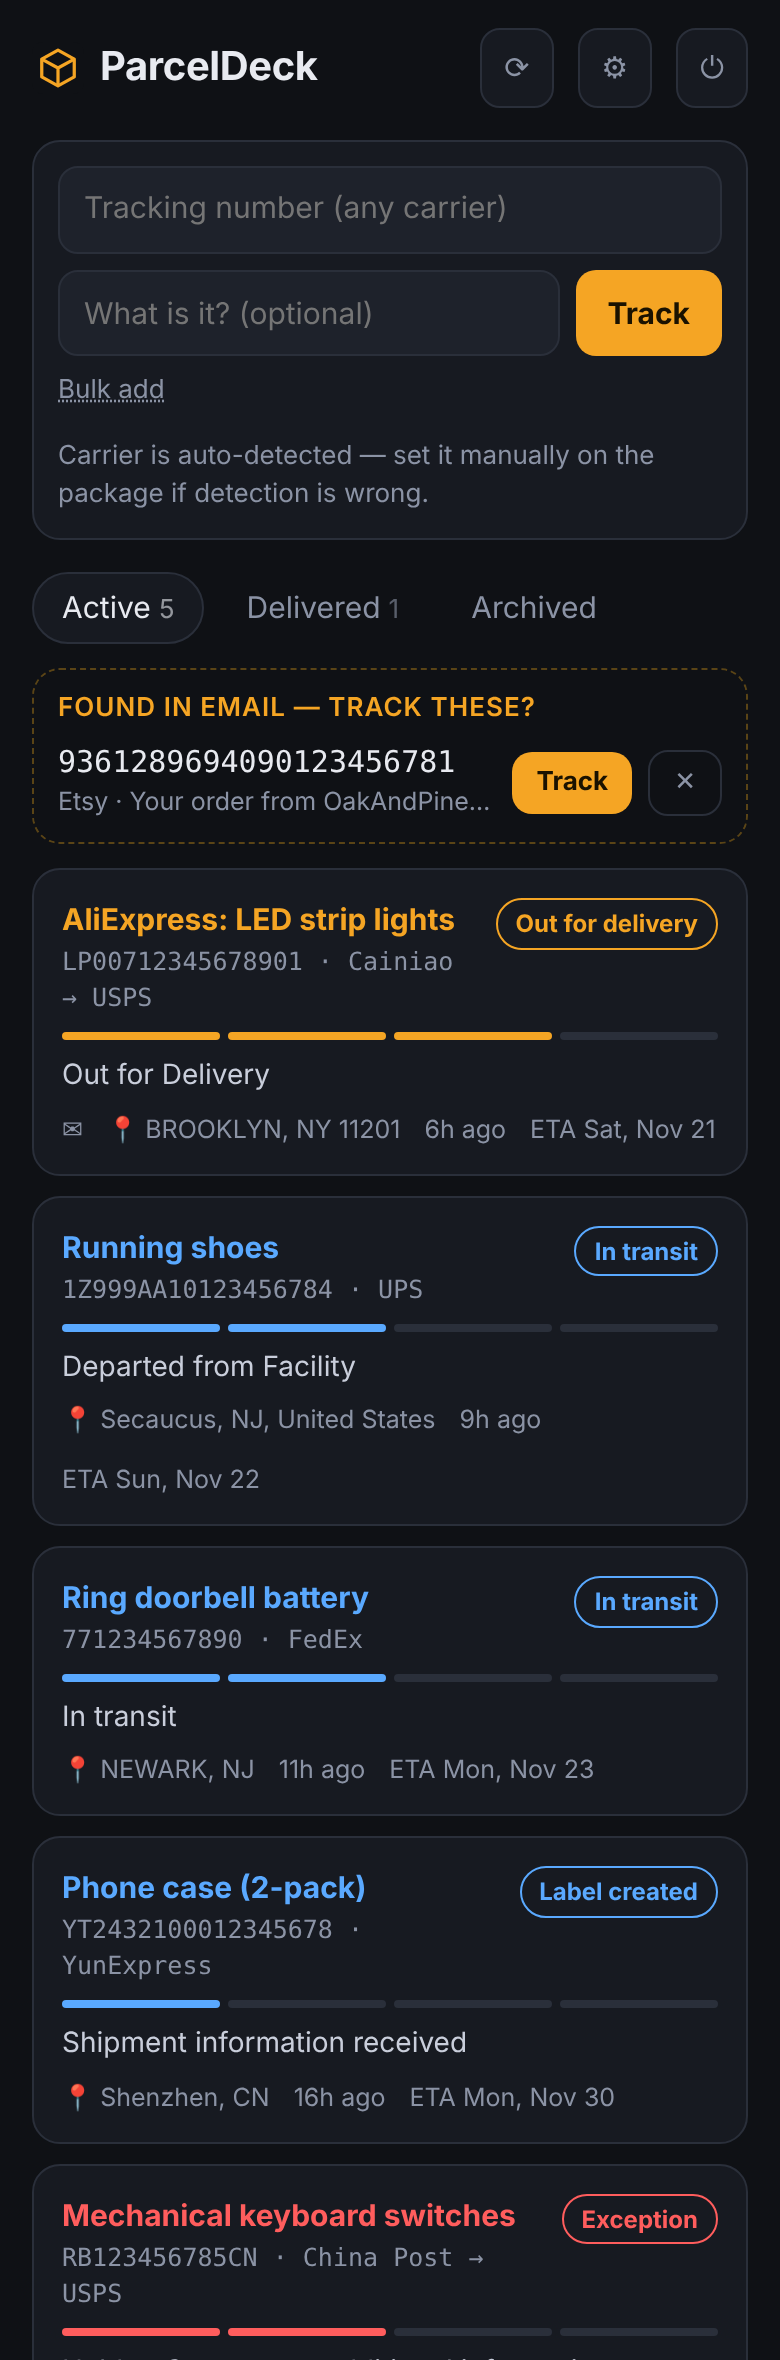 ParcelDeck
Tracking number (any carrier)
What is it? (optional)
Track
Bulk add
Carrier is auto-detected — set it manually on the
package if detection is wrong.
Active 5
Delivered 1
Archived
FOUND IN EMAIL — TRACK THESE?
9361289694090123456781
Etsy · Your order from OakAndPine...
Track
AliExpress: LED strip lights
Out for delivery
LP00712345678901 · Cainiao
→ USPS
Out for Delivery
BROOKLYN, NY 11201 6h ago ETA Sat, Nov 21
Running shoes
In transit
1Z999AA10123456784 · UPS
Departed from Facility
Secaucus, NJ, United States 9h ago
ETA Sun, Nov 22
Ring doorbell battery
In transit
771234567890 · FedEx
In transit
NEWARK, NJ 11h ago ETA Mon, Nov 23
Phone case (2-pack)
Label created
YT2432100012345678 ·
YunExpress
Shipment information received
Shenzhen, CN 16h ago ETA Mon, Nov 30
Mechanical keyboard switches
Exception
RB123456785CN · China Post →
USPS